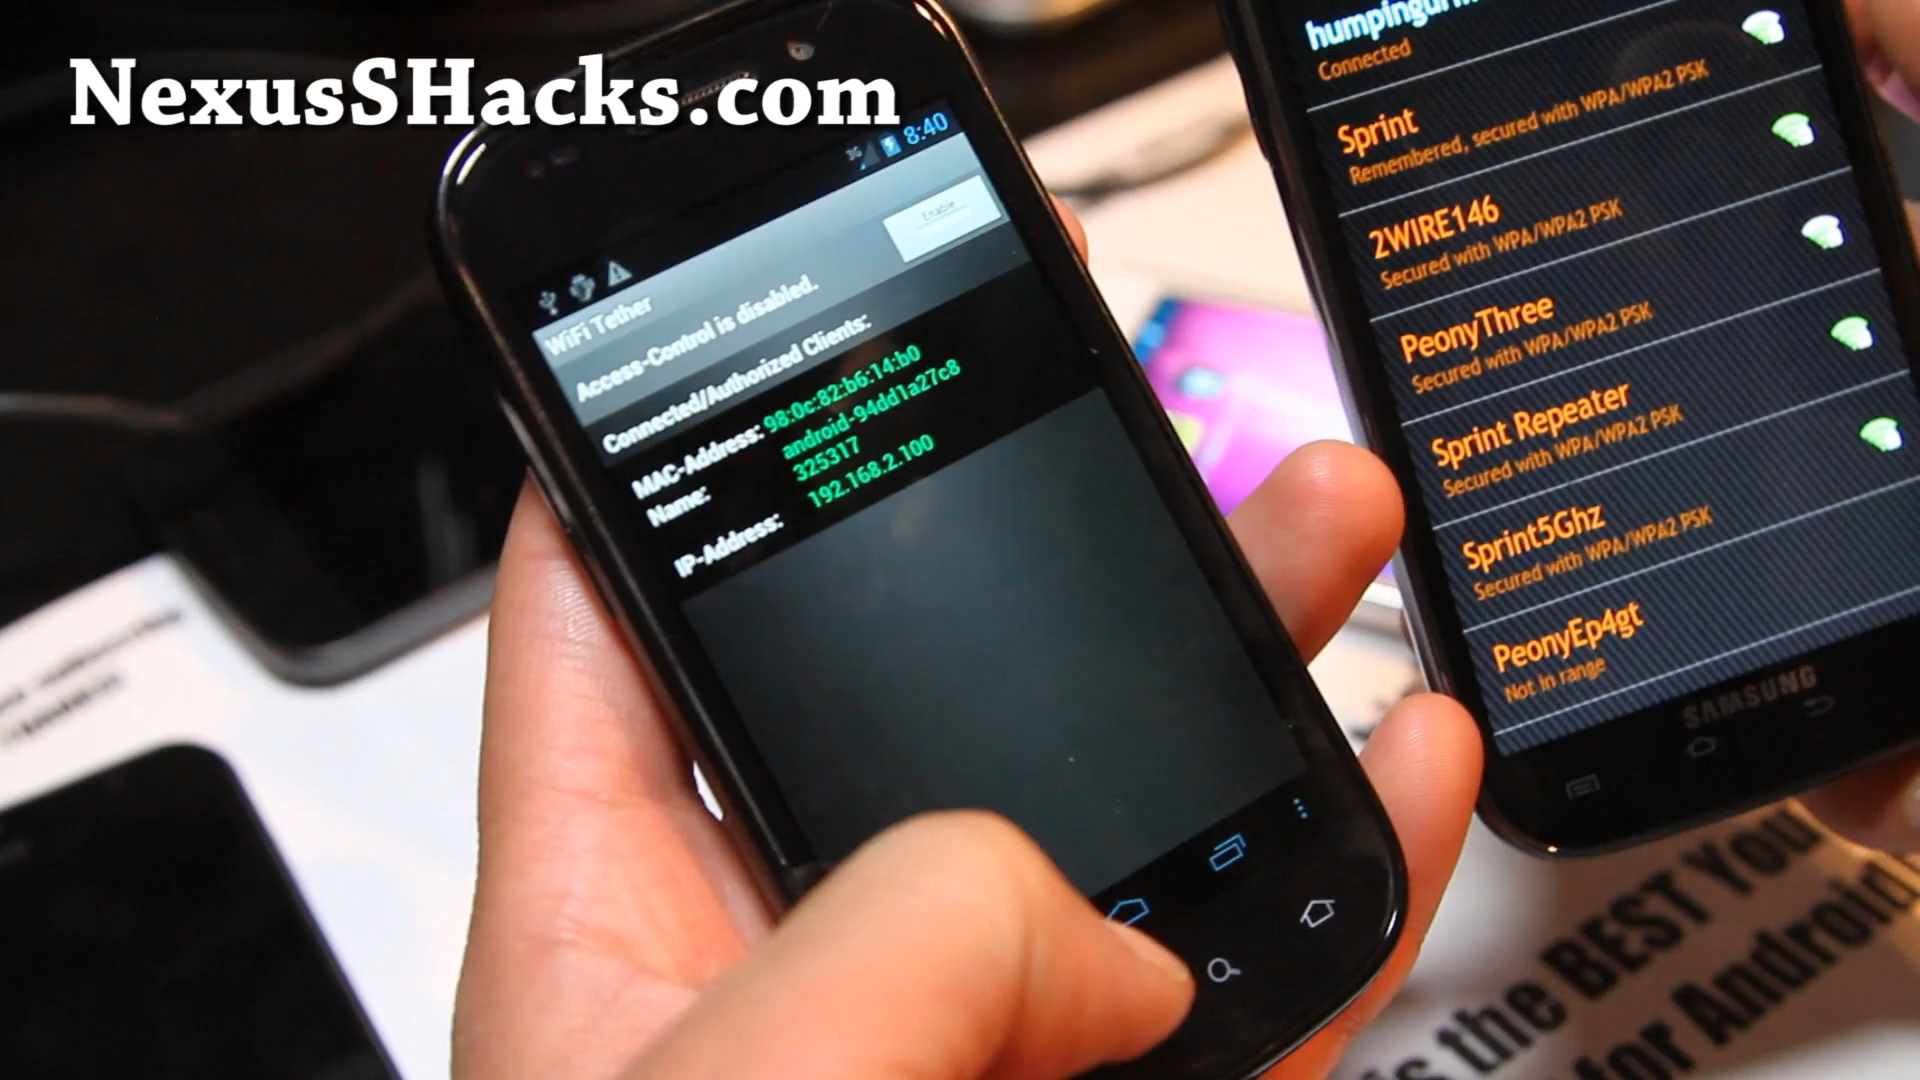 NexusSHacks.com
3G 8:40
WiFi Tether
Access-Control is disabled.
Enable
Connected/Authorized Clients:
MAC-Address: 98:0c:82:b6:14:b0
Name: android-94dd1a27c8
325317
IP-Address: 192.168.2.100
Connected
Sprint
Remembered, secured with WPA/WPA2 PSK
2WIRE146
Secured with WPA/WPA2 PSK
PeonyThree
Secured with WPA/WPA2 PSK
Sprint Repeater
Secured with WPA/WPA2 PSK
Sprint5Ghz
Secured with WPA/WPA2 PSK
PeonyEp4gt
Not in range
SAMSUNG
is the BEST You
for Android